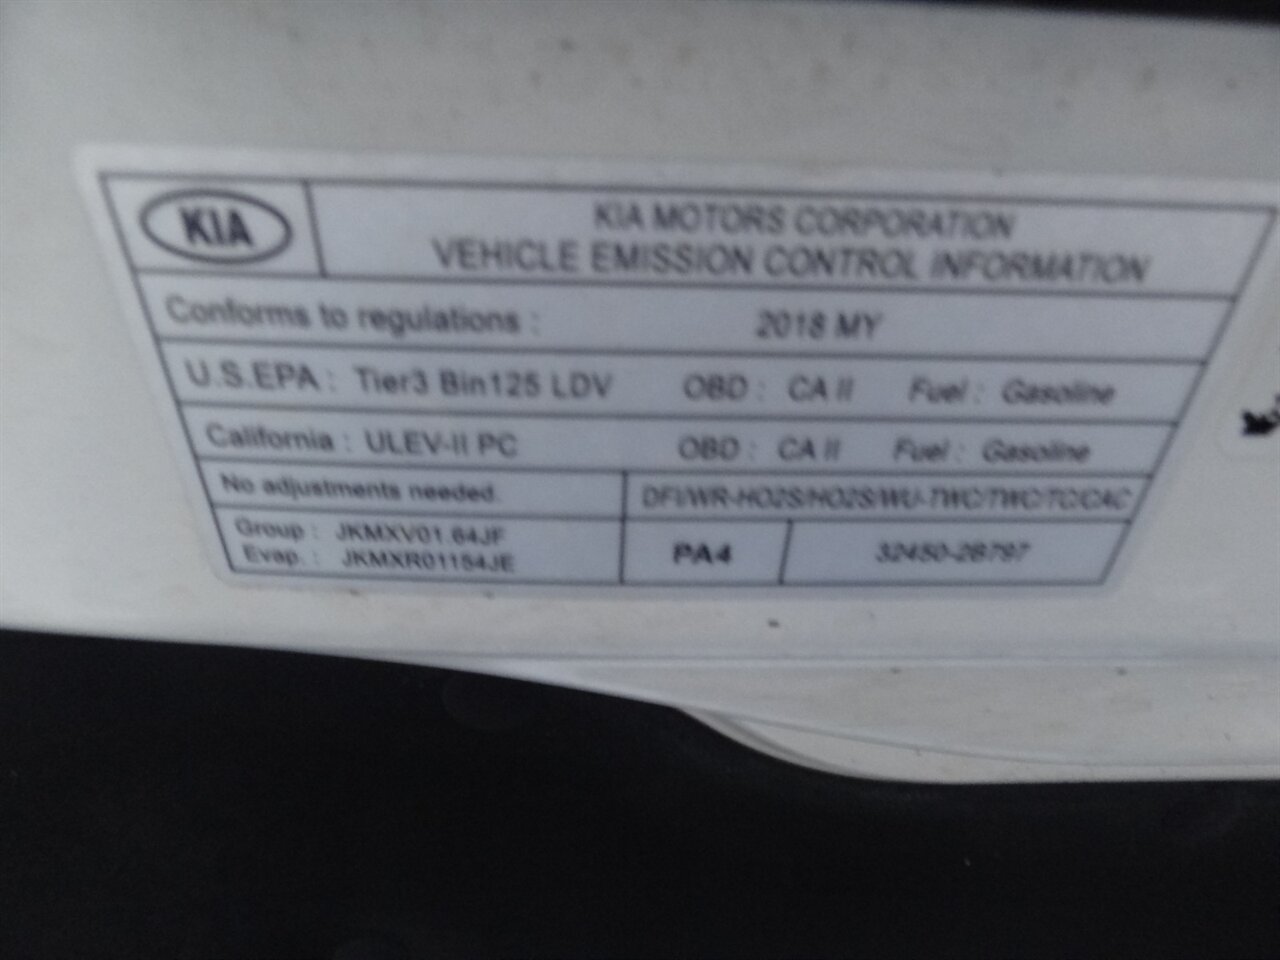 KIA
KIA MOTORS CORPORATION
VEHICLE EMISSION CONTROL INFORMATION
Conforms to regulations : 2018 MY
U.S.EPA : Tier3 Bin125 LDV OBD : CA II Fuel : Gasoline
California : ULEV-II PC OBD : CA II Fuel : Gasoline
No adjustments needed. DFI/WR-HO2S/HO2S/WU-TWC/TWC/TC/CAC
Group : JKMXV01.64JF
Evap. : JKMXR01154JE
PA4
32450-2B797